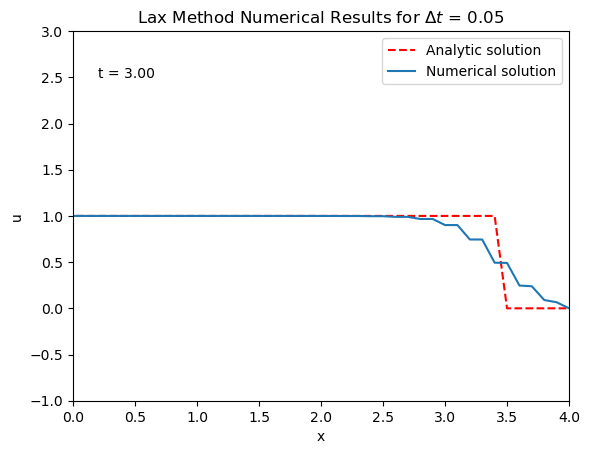 Lax Method Numerical Results for Δt = 0.05
3.0
2.5
2.0
1.5
1.0
0.5
0.0
−0.5
−1.0
u
t = 3.00
Analytic solution
Numerical solution
0.0 0.5 1.0 1.5 2.0 2.5 3.0 3.5 4.0
x